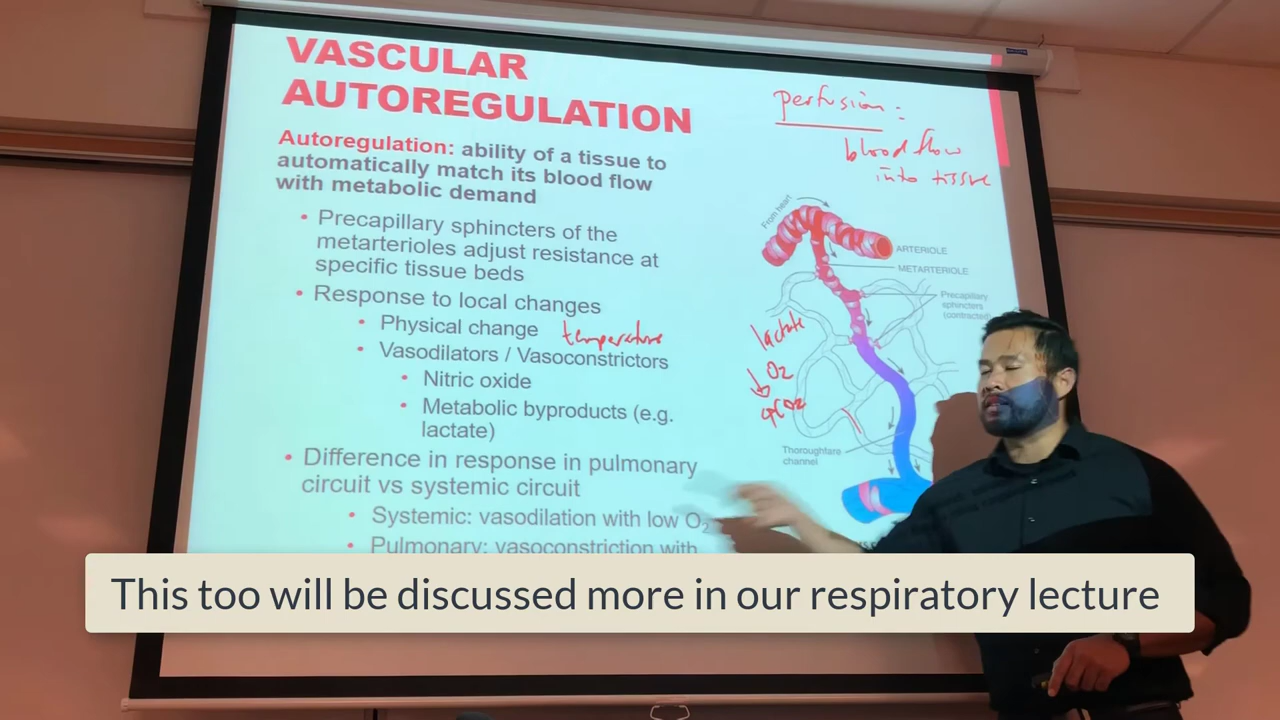 VASCULAR
AUTOREGULATION
Autoregulation: ability of a tissue to
automatically match its blood flow
with metabolic demand
• Precapillary sphincters of the
metarterioles adjust resistance at
specific tissue beds
• Response to local changes
• Physical change temperature
• Vasodilators / Vasoconstrictors
• Nitric oxide
• Metabolic byproducts (e.g.
lactate)
• Difference in response in pulmonary
circuit vs systemic circuit
• Systemic: vasodilation with low O2
• Pulmonary: vasoconstriction with
perfusion:
blood flow
into tissue
From heart
ARTERIOLE
METARTERIOLE
Precapillary
sphincters
(contracted)
lactate
↓ O2
CO2
Thoroughfare
channel
This too will be discussed more in our respiratory lecture